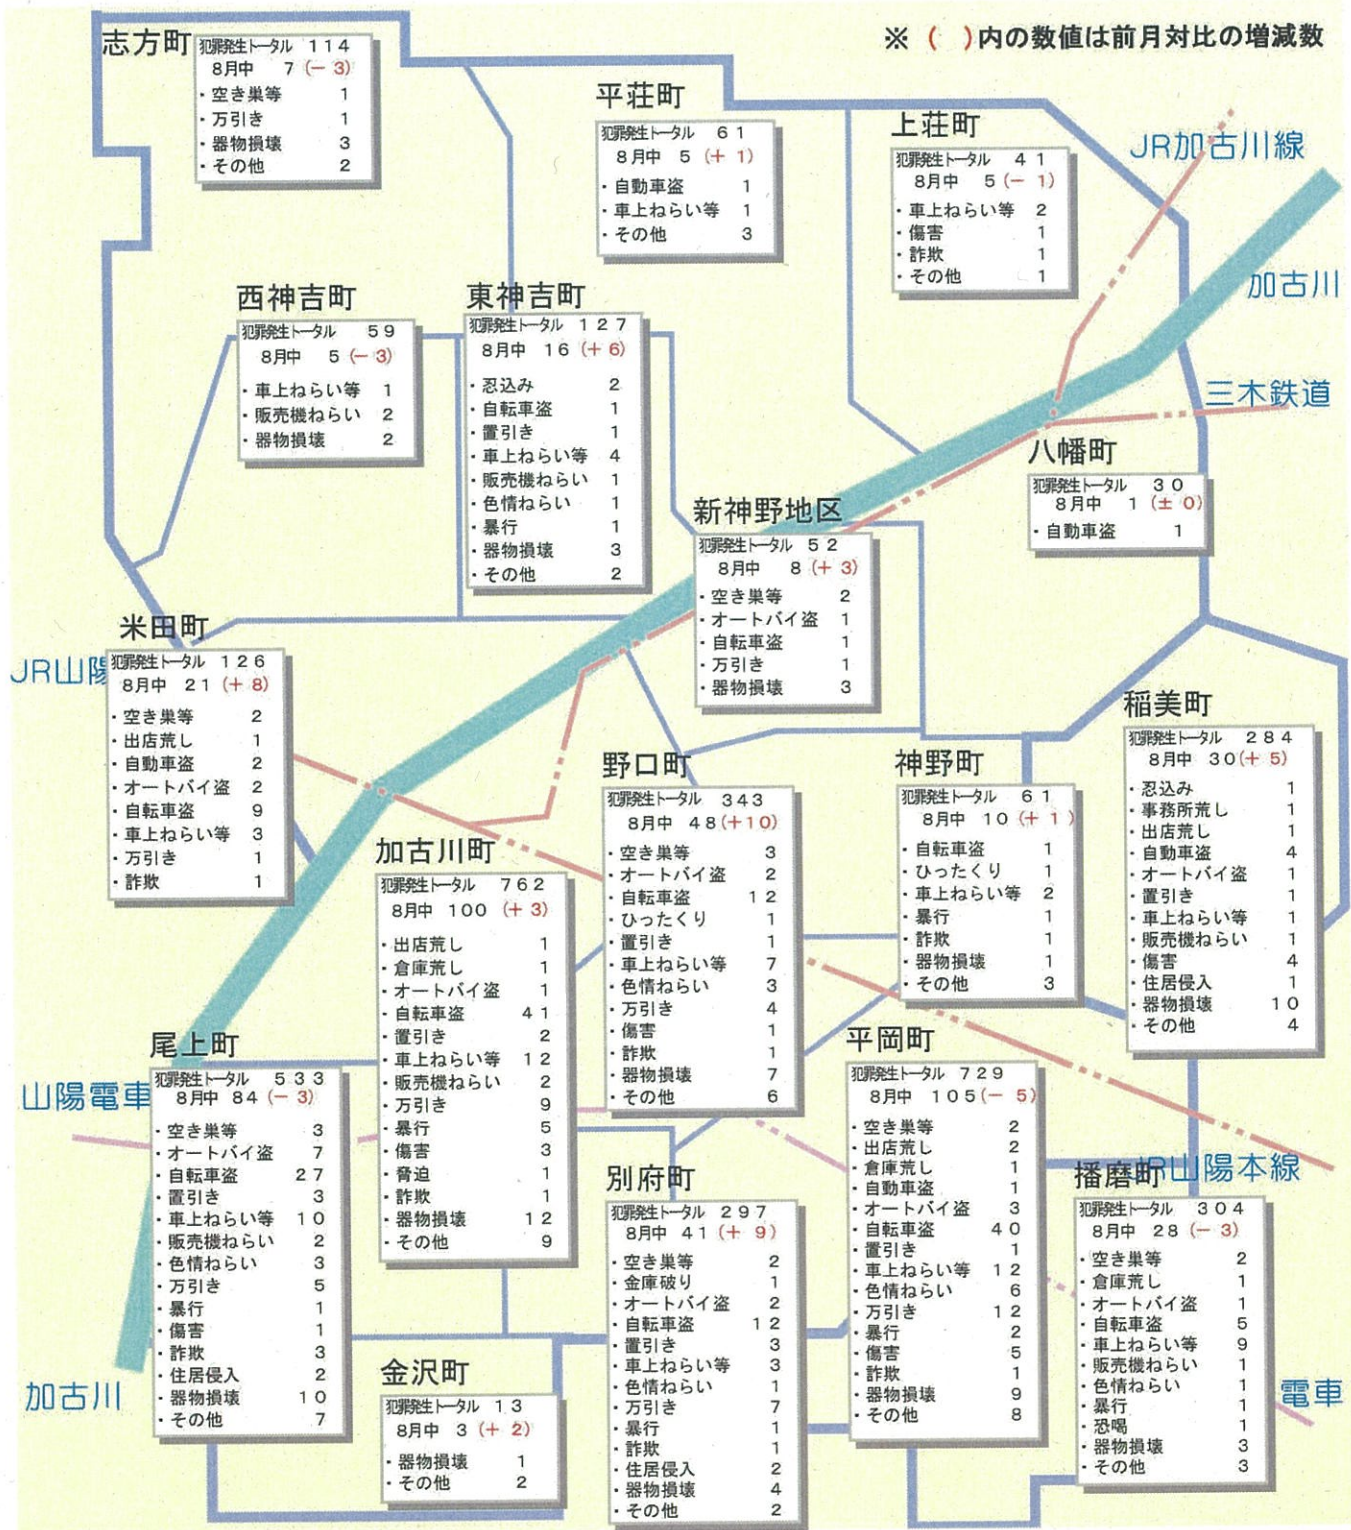 ※ ( )内の数値は前月対比の増減数
志方町
犯罪発生トータル 114
8月中 7 (－3)
・空き巣等 1
・万引き 1
・器物損壊 3
・その他 2
平荘町
犯罪発生トータル 61
8月中 5 (＋1)
・自動車盗 1
・車上ねらい等 1
・その他 3
上荘町
犯罪発生トータル 41
8月中 5 (－1)
・車上ねらい等 2
・傷害 1
・詐欺 1
・その他 1
JR加古川線
加古川
三木鉄道
西神吉町
犯罪発生トータル 59
8月中 5 (－3)
・車上ねらい等 1
・販売機ねらい 2
・器物損壊 2
東神吉町
犯罪発生トータル 127
8月中 16 (＋6)
・忍込み 2
・自転車盗 1
・置引き 1
・車上ねらい等 4
・販売機ねらい 1
・色情ねらい 1
・暴行 1
・器物損壊 3
・その他 2
八幡町
犯罪発生トータル 30
8月中 1 (±0)
・自動車盗 1
新神野地区
犯罪発生トータル 52
8月中 8 (＋3)
・空き巣等 2
・オートバイ盗 1
・自転車盗 1
・万引き 1
・器物損壊 3
JR山陽
米田町
犯罪発生トータル 126
8月中 21 (＋8)
・空き巣等 2
・出店荒し 1
・自動車盗 2
・オートバイ盗 2
・自転車盗 9
・車上ねらい等 3
・万引き 1
・詐欺 1
加古川町
犯罪発生トータル 762
8月中 100 (＋3)
・出店荒し 1
・倉庫荒し 1
・オートバイ盗 1
・自転車盗 41
・置引き 2
・車上ねらい等 12
・販売機ねらい 2
・万引き 9
・暴行 5
・傷害 3
・脅迫 1
・詐欺 1
・器物損壊 12
・その他 9
野口町
犯罪発生トータル 343
8月中 48 (＋10)
・空き巣等 3
・オートバイ盗 2
・自転車盗 12
・ひったくり 1
・置引き 1
・車上ねらい等 7
・色情ねらい 3
・万引き 4
・傷害 1
・詐欺 1
・器物損壊 7
・その他 6
神野町
犯罪発生トータル 61
8月中 10 (＋1)
・自転車盗 1
・ひったくり 1
・車上ねらい等 2
・暴行 1
・詐欺 1
・器物損壊 1
・その他 3
稲美町
犯罪発生トータル 284
8月中 30 (＋5)
・忍込み 1
・事務所荒し 1
・出店荒し 1
・自動車盗 4
・オートバイ盗 1
・置引き 1
・車上ねらい等 1
・販売機ねらい 1
・傷害 4
・住居侵入 1
・器物損壊 10
・その他 4
山陽電車
尾上町
犯罪発生トータル 533
8月中 84 (－3)
・空き巣等 3
・オートバイ盗 7
・自転車盗 27
・置引き 3
・車上ねらい等 10
・販売機ねらい 2
・色情ねらい 3
・万引き 5
・暴行 1
・傷害 1
・詐欺 3
・住居侵入 2
・器物損壊 10
・その他 7
加古川
金沢町
犯罪発生トータル 13
8月中 3 (＋2)
・器物損壊 1
・その他 2
別府町
犯罪発生トータル 297
8月中 41 (＋9)
・空き巣等 2
・金庫破り 1
・オートバイ盗 2
・自転車盗 12
・置引き 3
・車上ねらい等 3
・色情ねらい 1
・万引き 7
・暴行 1
・詐欺 1
・住居侵入 2
・器物損壊 4
・その他 2
平岡町
犯罪発生トータル 729
8月中 105 (－5)
・空き巣等 2
・出店荒し 2
・倉庫荒し 1
・自動車盗 1
・オートバイ盗 3
・自転車盗 40
・置引き 1
・車上ねらい等 12
・色情ねらい 6
・万引き 12
・暴行 2
・傷害 5
・詐欺 1
・器物損壊 9
・その他 8
JR山陽本線
播磨町
犯罪発生トータル 304
8月中 28 (－3)
・空き巣等 2
・倉庫荒し 1
・オートバイ盗 1
・自転車盗 5
・車上ねらい等 9
・販売機ねらい 1
・色情ねらい 1
・暴行 1
・恐喝 1
・器物損壊 3
・その他 3
電車